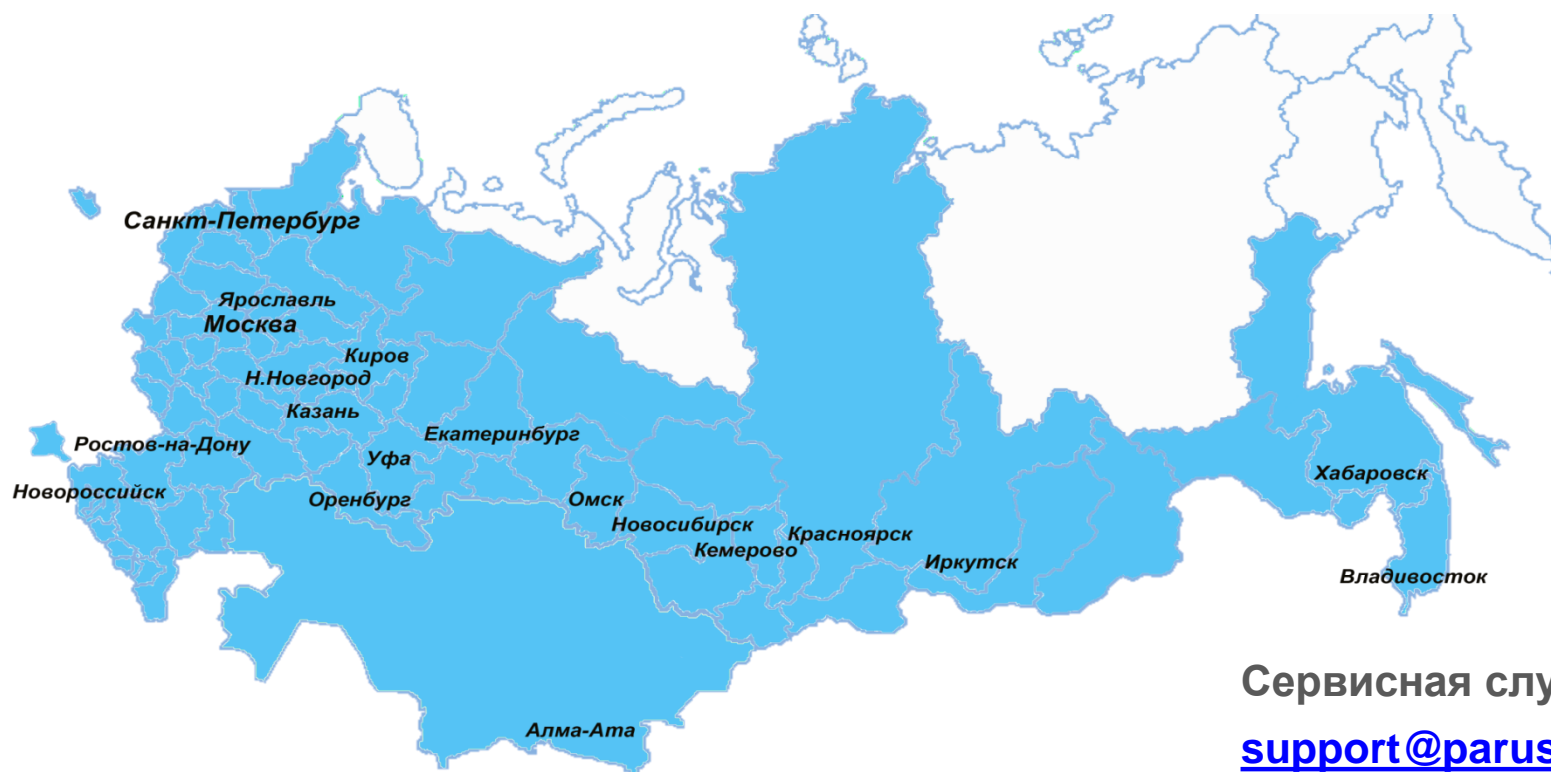 Санкт-Петербург
Ярославль
Москва
Киров
Н.Новгород
Казань
Екатеринбург
Ростов-на-Дону
Уфа
Хабаровск
Новороссийск
Оренбург
Омск
Новосибирск
Красноярск
Кемерово
Иркутск
Владивосток
Сервисная слу
support@parus
Алма-Ата